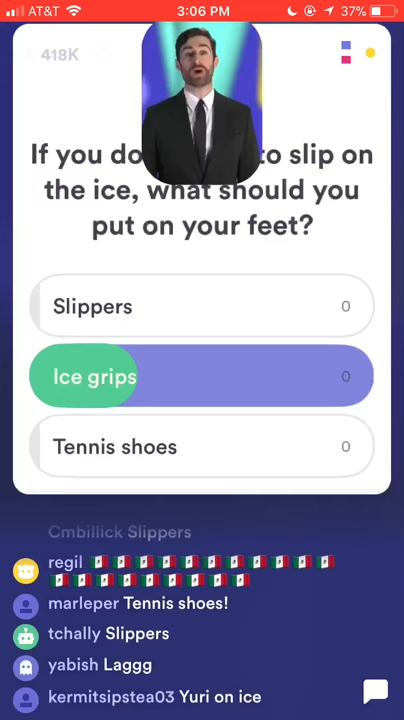 AT&T
3:06 PM
37%
418K
If you do to slip on
the ice, what should you
put on your feet?
Slippers 0
Ice grips 0
Tennis shoes 0
Cmbillick Slippers
regil
marleper Tennis shoes!
tchally Slippers
yabish Laggg
kermitsipstea03 Yuri on ice